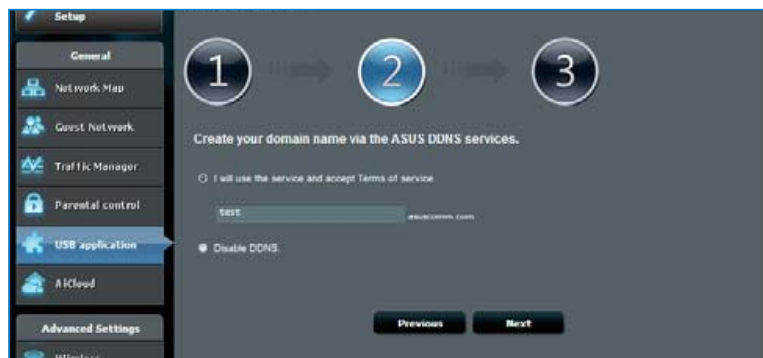 Setup
General
Network Map
Guest Network
Traffic Manager
Parental control
USB application
AiCloud
Advanced Settings
Wireless
1
2
3
Create your domain name via the ASUS DDNS services.
I will use the service and accept Terms of service
test
.asuscomm.com
Disable DDNS.
Previous
Next